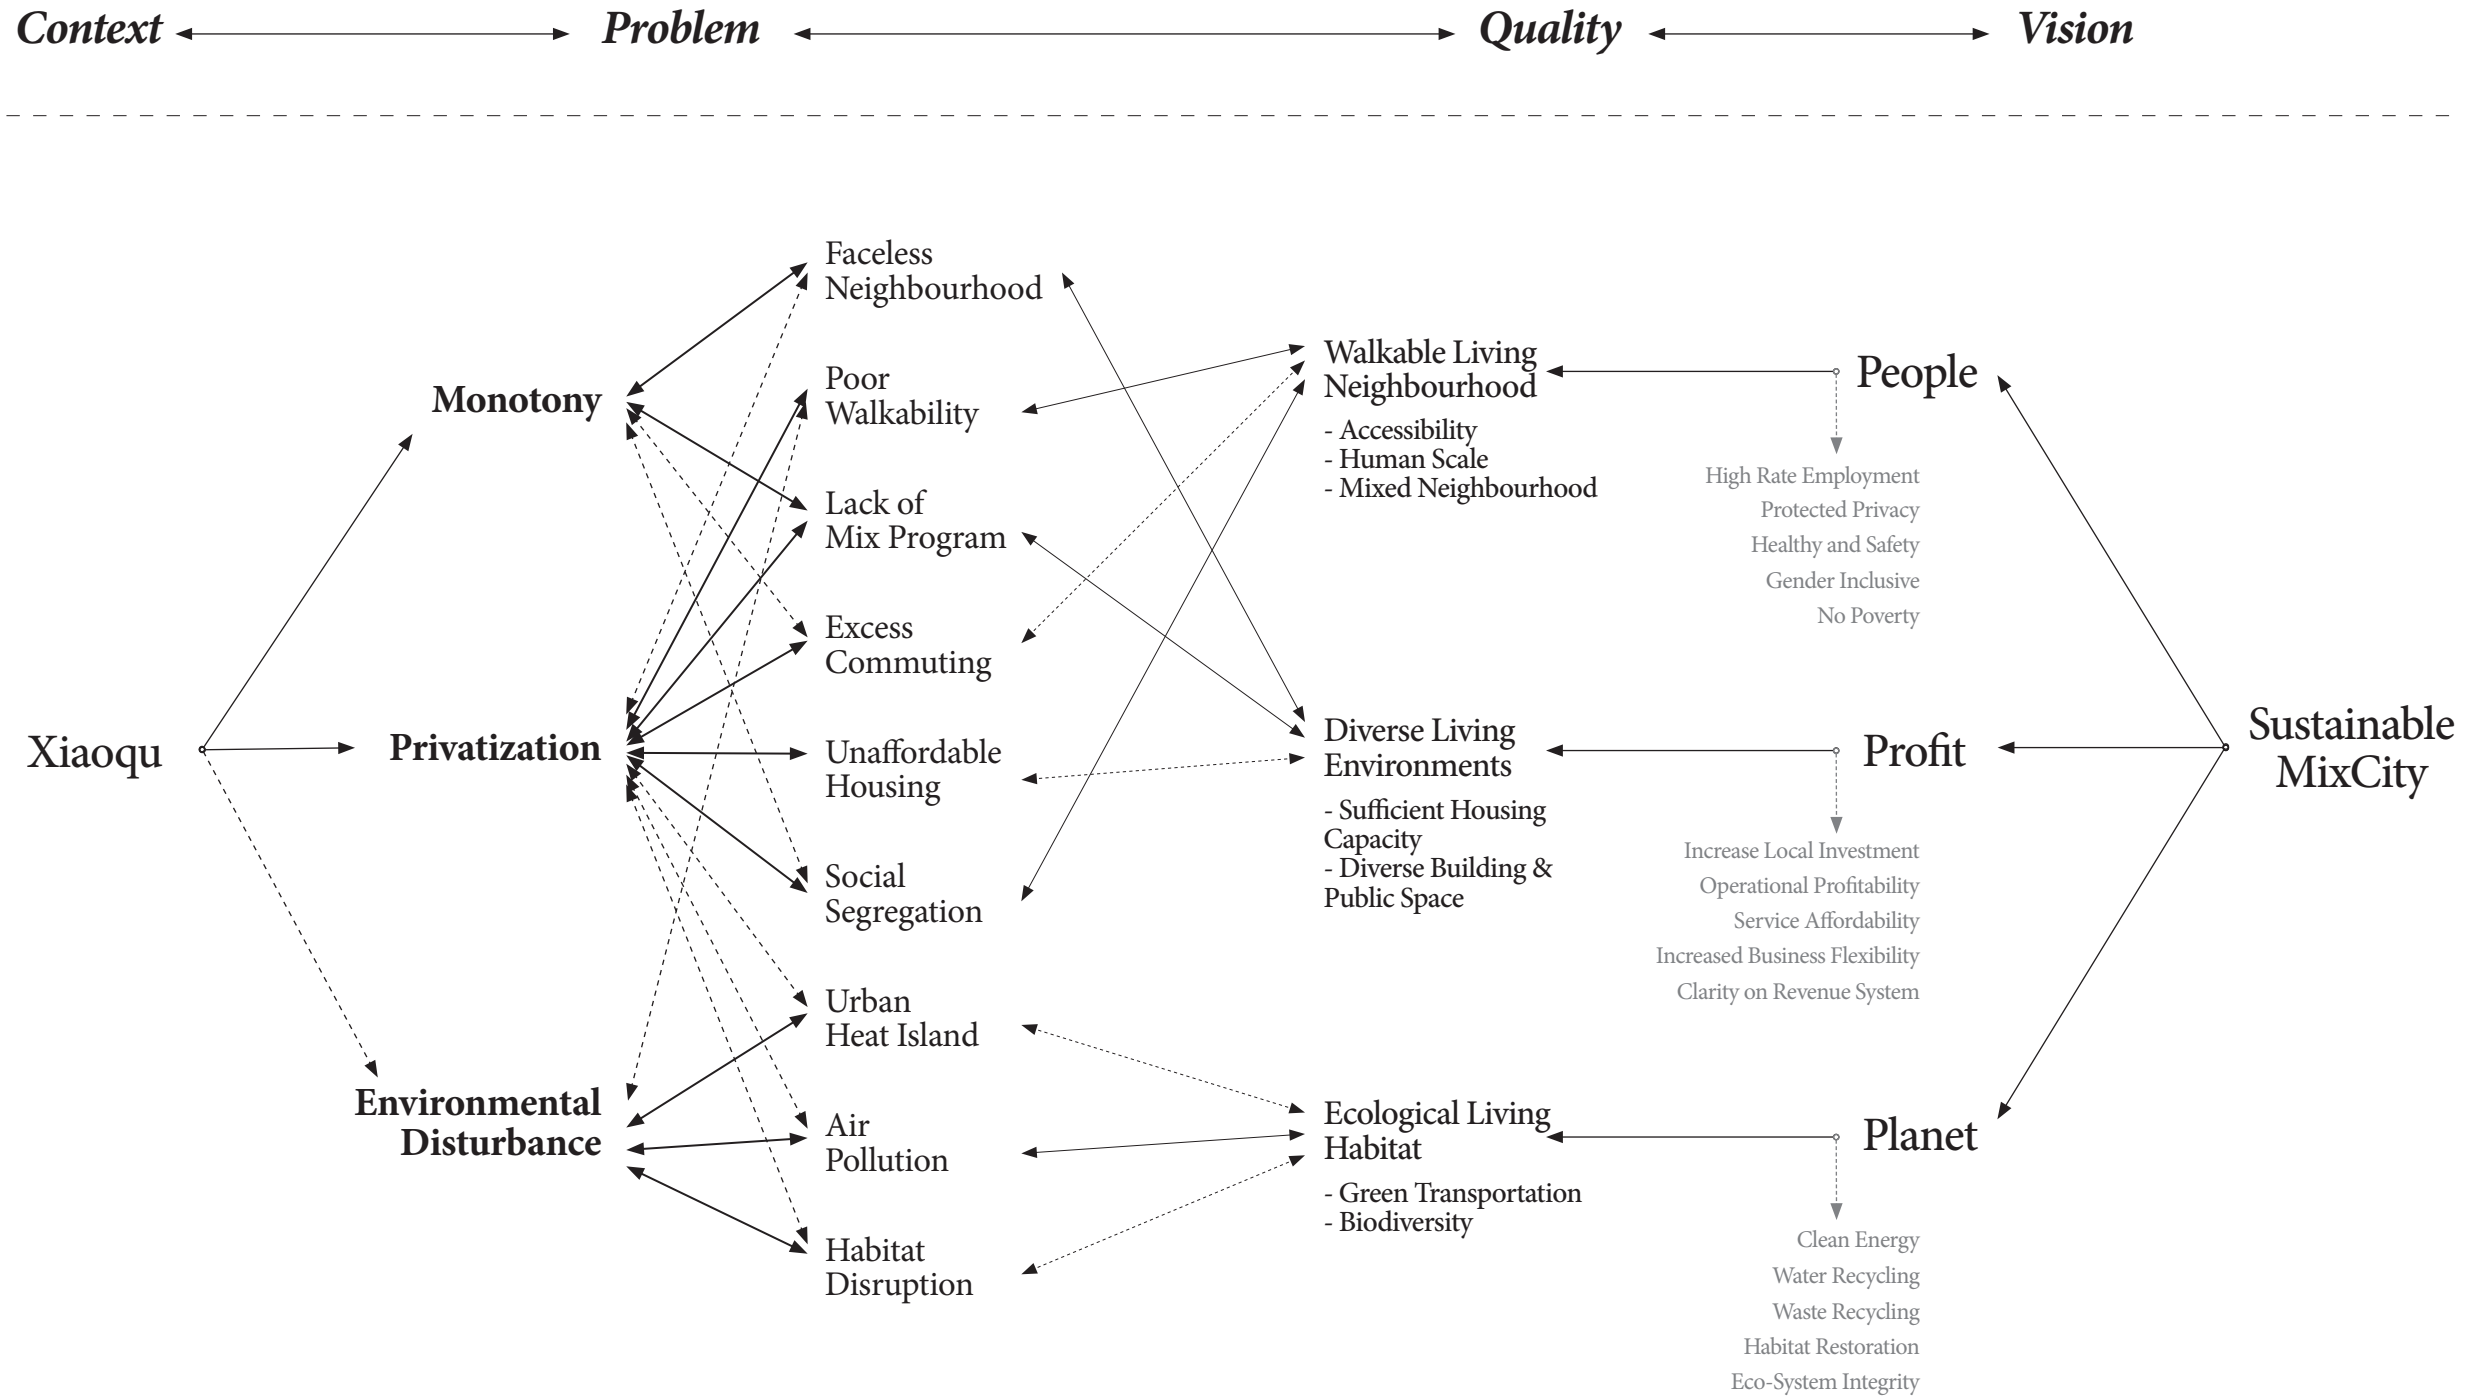 Context
Problem
Quality
Vision
Xiaoqu
Monotony
Privatization
Environmental
Disturbance
Faceless
Neighbourhood
Poor
Walkability
Lack of
Mix Program
Excess
Commuting
Unaffordable
Housing
Social
Segregation
Urban
Heat Island
Air
Pollution
Habitat
Disruption
Walkable Living
Neighbourhood
- Accessibility
- Human Scale
- Mixed Neighbourhood
Diverse Living
Environments
- Sufficient Housing
Capacity
- Diverse Building &
Public Space
Ecological Living
Habitat
- Green Transportation
- Biodiversity
People
High Rate Employment
Protected Privacy
Healthy and Safety
Gender Inclusive
No Poverty
Profit
Increase Local Investment
Operational Profitability
Service Affordability
Increased Business Flexibility
Clarity on Revenue System
Planet
Clean Energy
Water Recycling
Waste Recycling
Habitat Restoration
Eco-System Integrity
Sustainable
MixCity